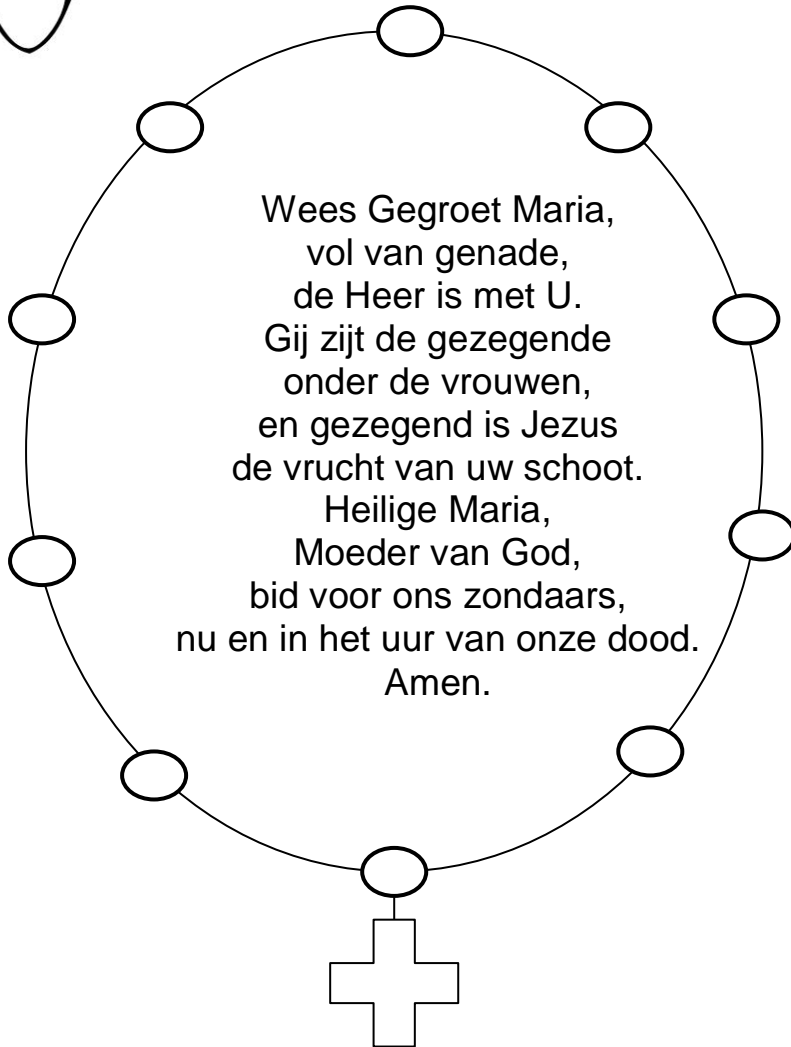 Wees Gegroet Maria,
vol van genade,
de Heer is met U.
Gij zijt de gezegende
onder de vrouwen,
en gezegend is Jezus
de vrucht van uw schoot.
Heilige Maria,
Moeder van God,
bid voor ons zondaars,
nu en in het uur van onze dood.
Amen.